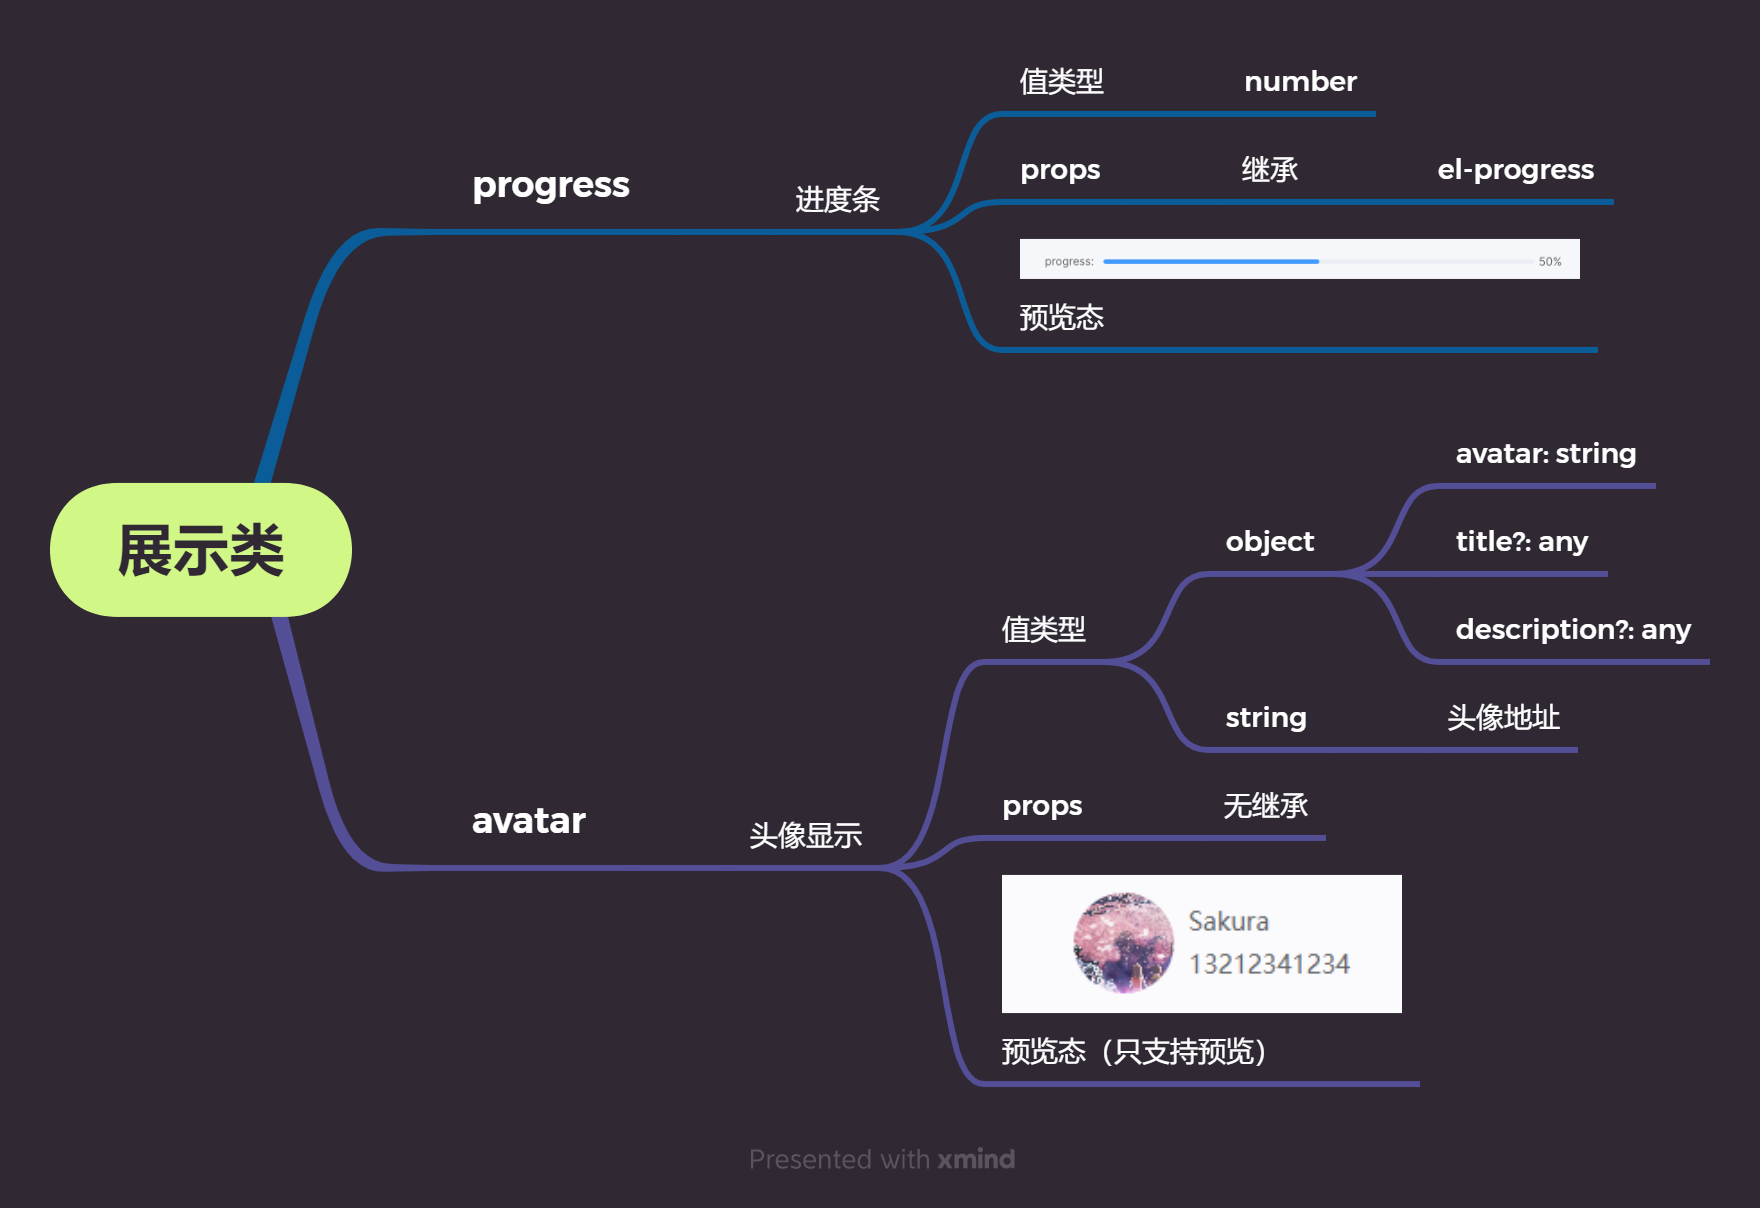 展示类
progress
进度条
值类型
number
props
继承
el-progress
progress:
50%
预览态
avatar
头像显示
值类型
object
avatar: string
title?: any
description?: any
string
头像地址
props
无继承
Sakura
13212341234
预览态（只支持预览）
Presented with xmind